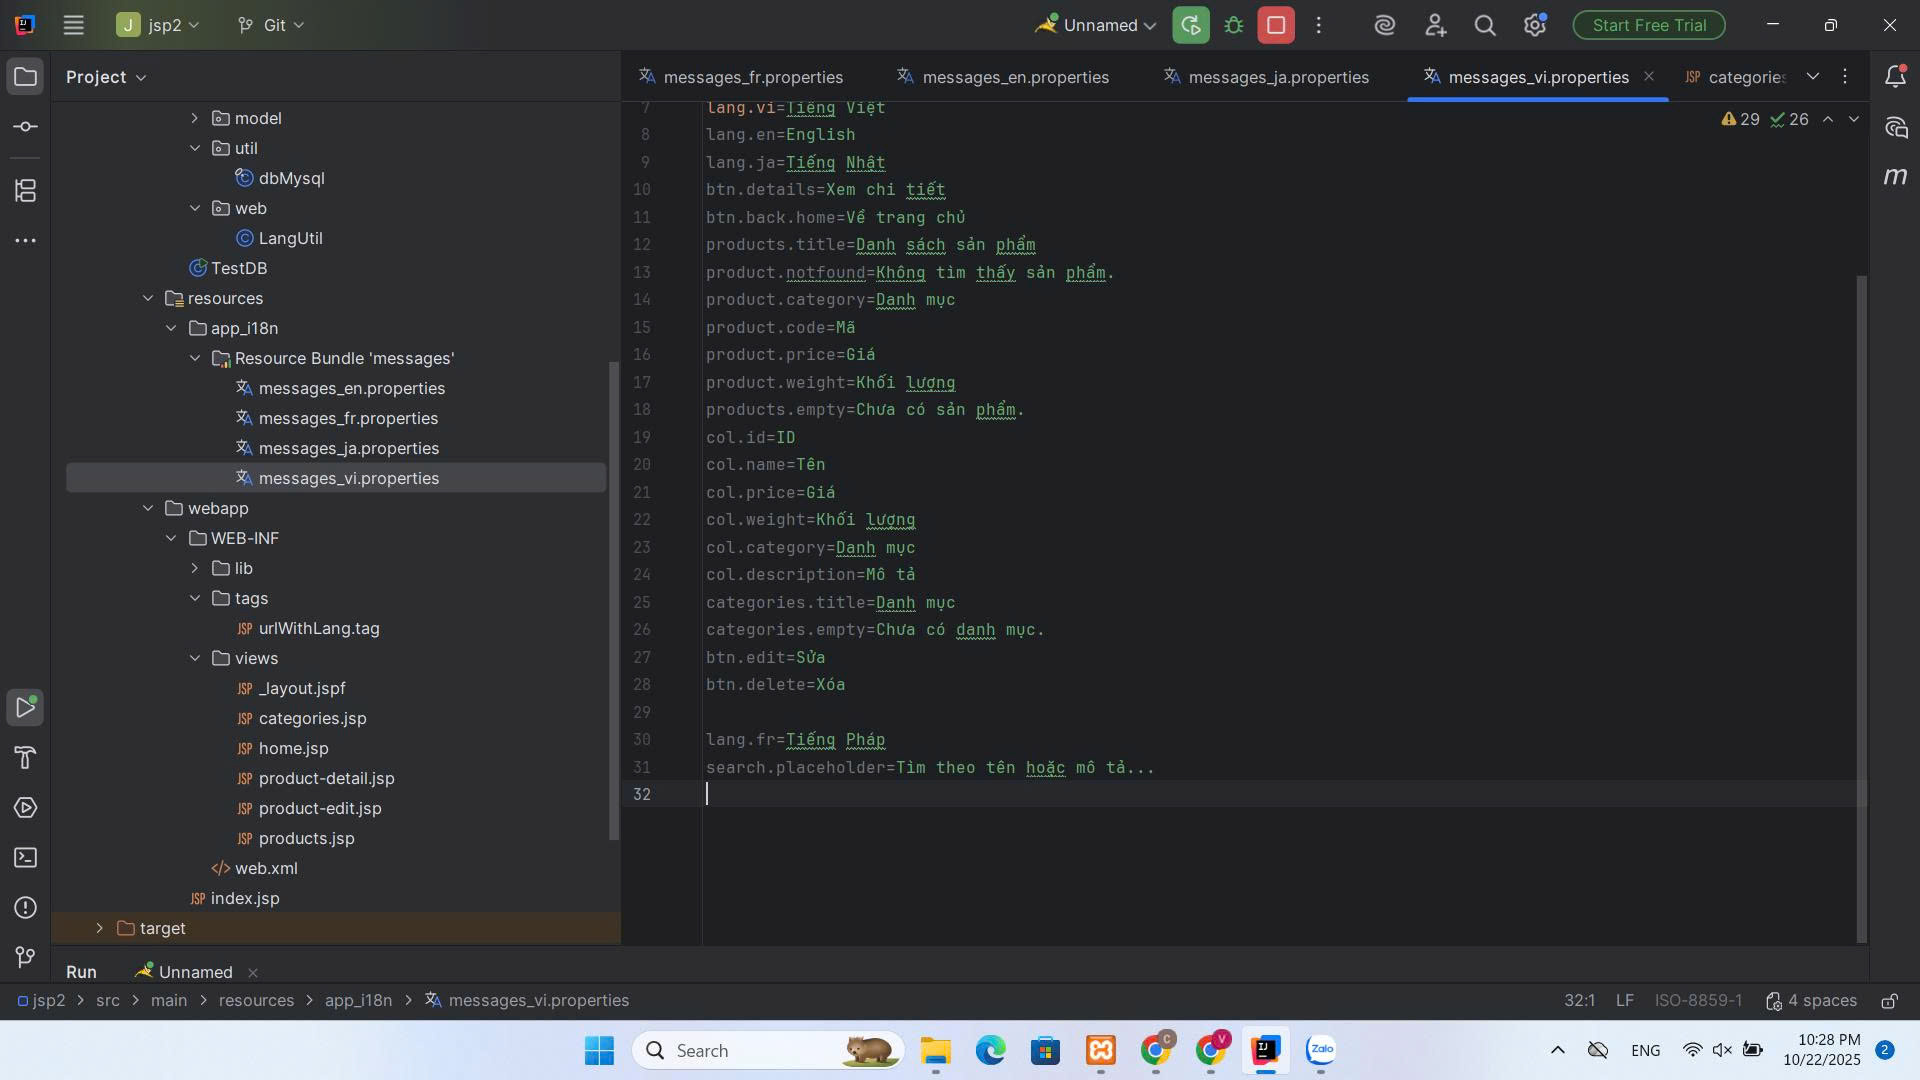 J jsp2 Git Unnamed Start Free Trial
Project
messages_fr.properties messages_en.properties messages_ja.properties messages_vi.properties JSP categories
29 26
model
util
dbMysql
web
LangUtil
TestDB
resources
app_i18n
Resource Bundle 'messages'
messages_en.properties
messages_fr.properties
messages_ja.properties
messages_vi.properties
webapp
WEB-INF
lib
tags
JSP urlWithLang.tag
views
JSP _layout.jspf
JSP categories.jsp
JSP home.jsp
JSP product-detail.jsp
JSP product-edit.jsp
JSP products.jsp
</> web.xml
JSP index.jsp
target
7 lang.vi=Tiếng Việt
8 lang.en=English
9 lang.ja=Tiếng Nhật
10 btn.details=Xem chi tiết
11 btn.back.home=Về trang chủ
12 products.title=Danh sách sản phẩm
13 product.notfound=Không tìm thấy sản phẩm.
14 product.category=Danh mục
15 product.code=Mã
16 product.price=Giá
17 product.weight=Khối lượng
18 products.empty=Chưa có sản phẩm.
19 col.id=ID
20 col.name=Tên
21 col.price=Giá
22 col.weight=Khối lượng
23 col.category=Danh mục
24 col.description=Mô tả
25 categories.title=Danh mục
26 categories.empty=Chưa có danh mục.
27 btn.edit=Sửa
28 btn.delete=Xóa
29
30 lang.fr=Tiếng Pháp
31 search.placeholder=Tìm theo tên hoặc mô tả...
32
m
Run Unnamed
jsp2 > src > main > resources > app_i18n > messages_vi.properties
32:1 LF ISO-8859-1 4 spaces
Search
C V Zalo
ENG
10:28 PM
10/22/2025
2